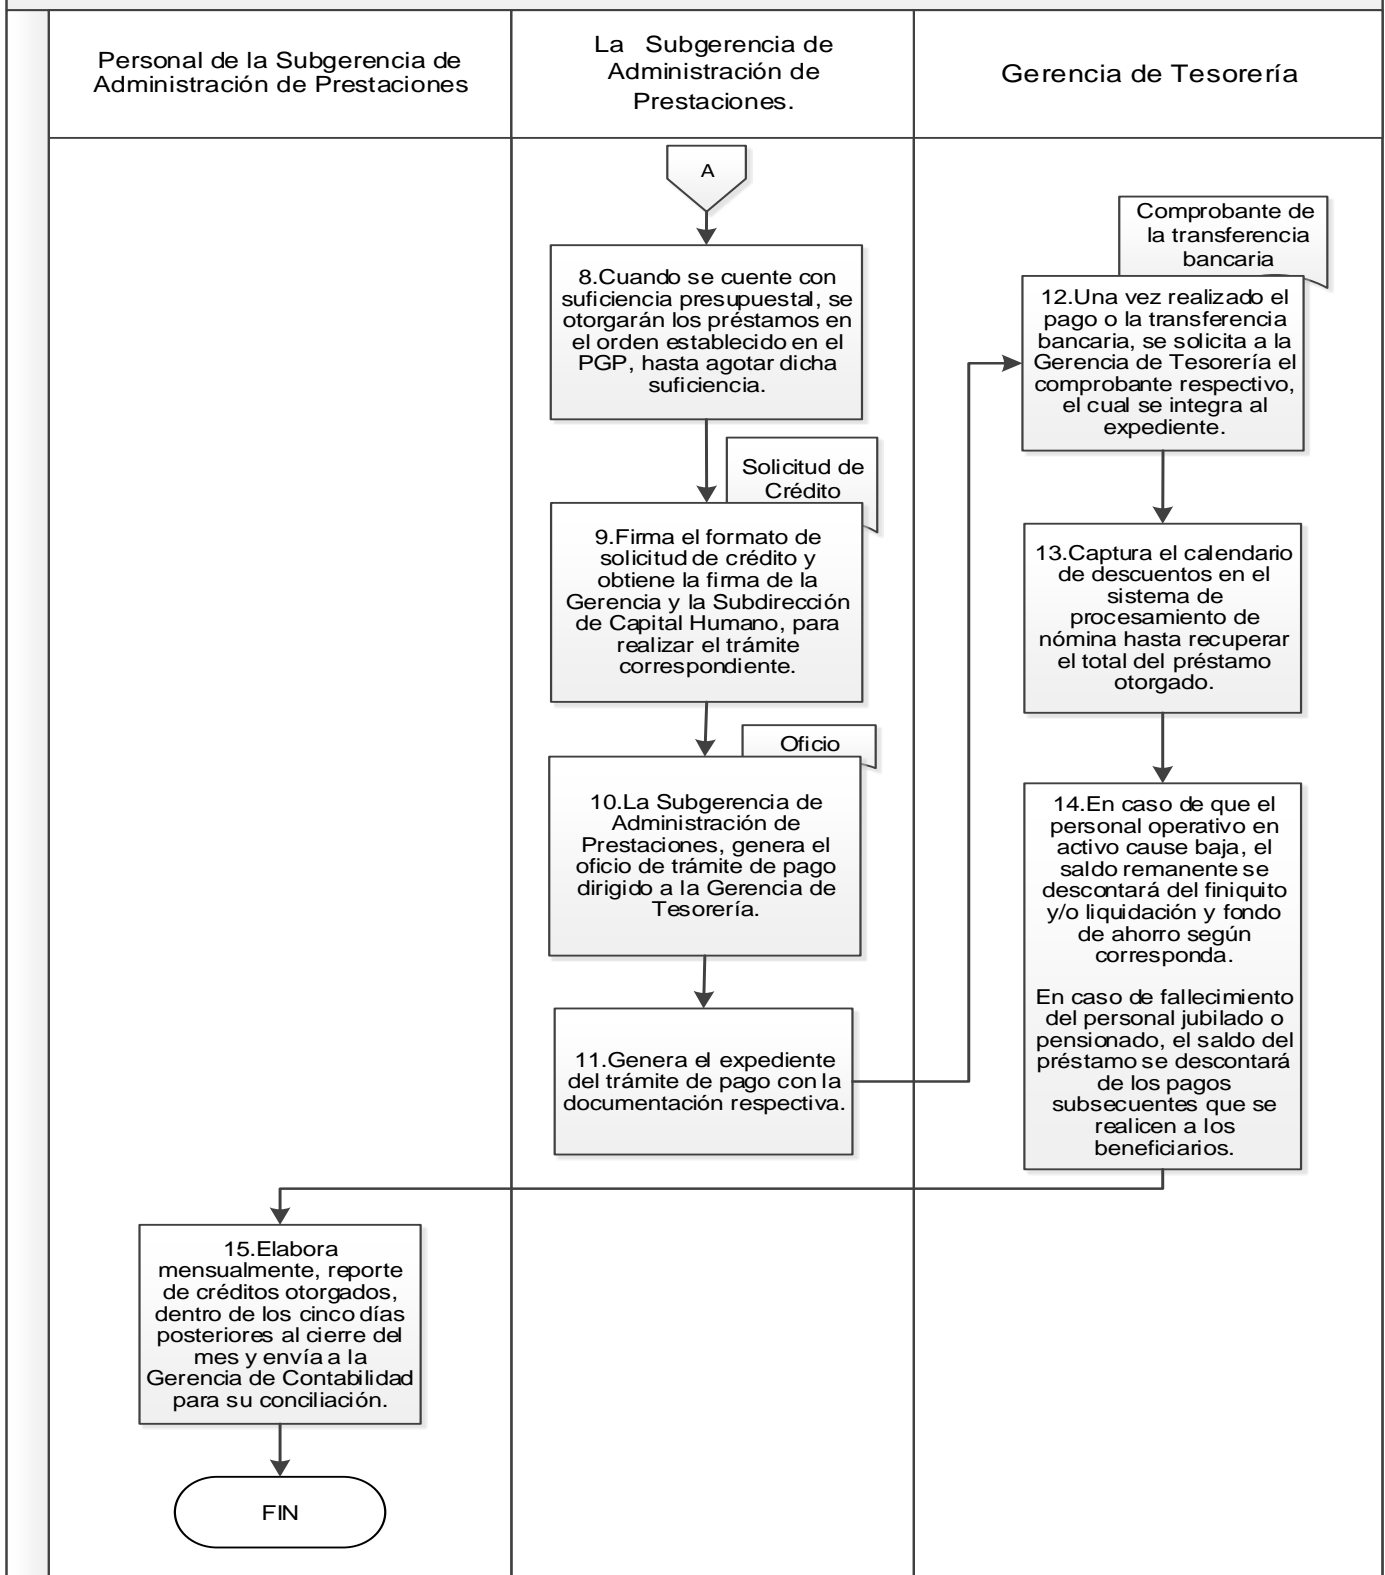 Personal de la Subgerencia de
Administración de Prestaciones
La Subgerencia de
Administración de
Prestaciones.
Gerencia de Tesorería
A
8.Cuando se cuente con
suficiencia presupuestal, se
otorgarán los préstamos en
el orden establecido en el
PGP, hasta agotar dicha
suficiencia.
Solicitud de
Crédito
9.Firma el formato de
solicitud de crédito y
obtiene la firma de la
Gerencia y la Subdirección
de Capital Humano, para
realizar el trámite
correspondiente.
Oficio
10.La Subgerencia de
Administración de
Prestaciones, genera el
oficio de trámite de pago
dirigido a la Gerencia de
Tesorería.
11.Genera el expediente
del trámite de pago con la
documentación respectiva.
Comprobante de
la transferencia
bancaria
12.Una vez realizado el
pago o la transferencia
bancaria, se solicita a la
Gerencia de Tesorería el
comprobante respectivo,
el cual se integra al
expediente.
13.Captura el calendario
de descuentos en el
sistema de
procesamiento de
nómina hasta recuperar
el total del préstamo
otorgado.
14.En caso de que el
personal operativo en
activo cause baja, el
saldo remanente se
descontará del finiquito
y/o liquidación y fondo
de ahorro según
corresponda.
En caso de fallecimiento
del personal jubilado o
pensionado, el saldo del
préstamo se descontará
de los pagos
subsecuentes que se
realicen a los
beneficiarios.
15.Elabora
mensualmente, reporte
de créditos otorgados,
dentro de los cinco días
posteriores al cierre del
mes y envía a la
Gerencia de Contabilidad
para su conciliación.
FIN